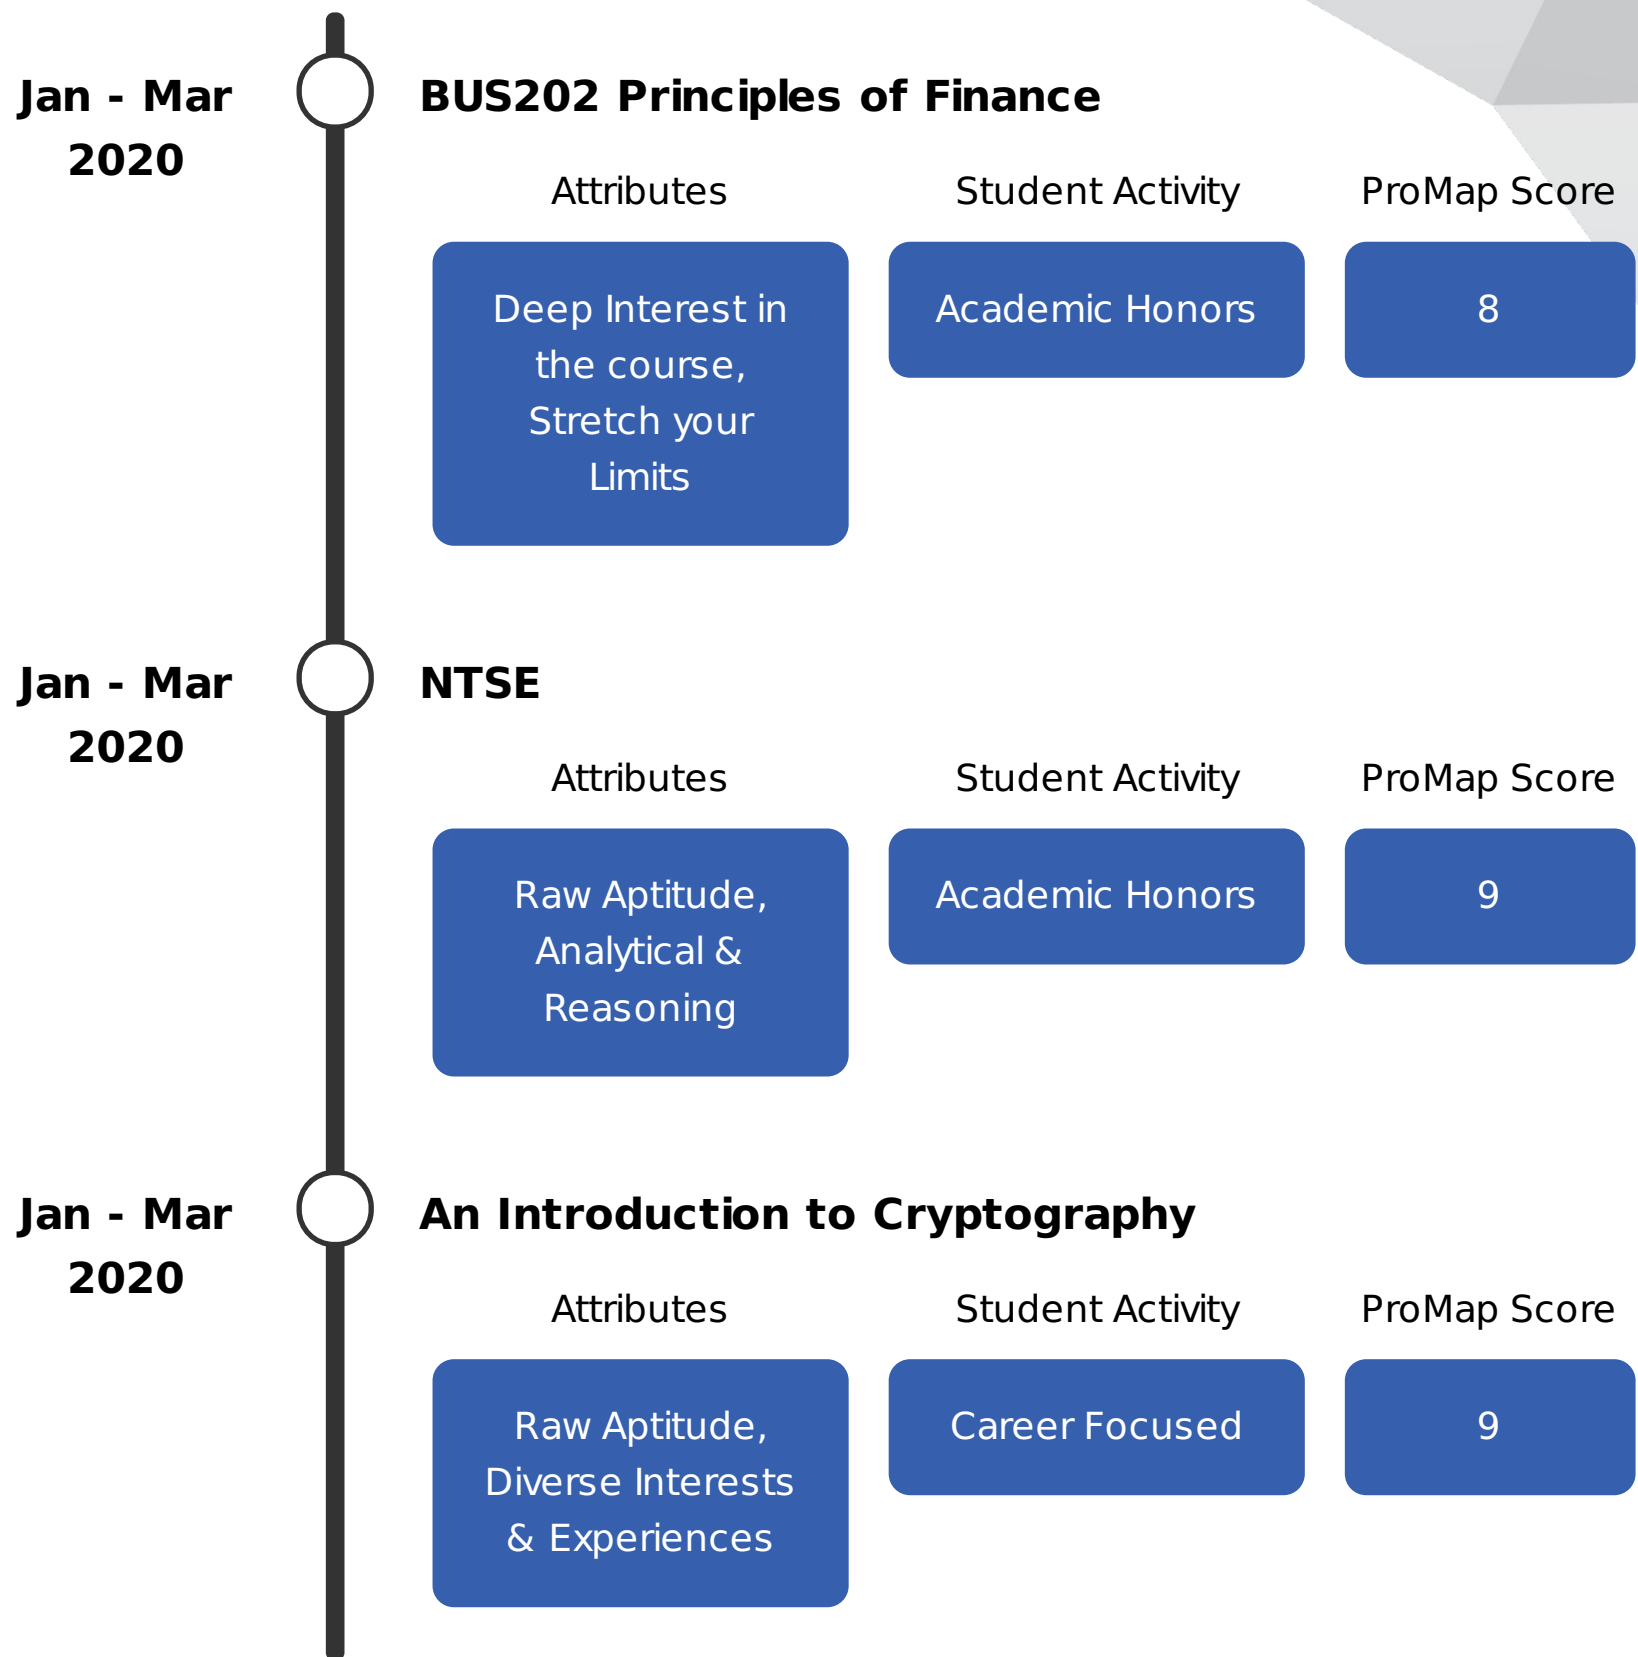 Jan - Mar
2020
BUS202 Principles of Finance
Attributes
Student Activity
ProMap Score
Deep Interest in
the course,
Stretch your
Limits
Academic Honors
8
Jan - Mar
2020
NTSE
Attributes
Student Activity
ProMap Score
Raw Aptitude,
Analytical &
Reasoning
Academic Honors
9
Jan - Mar
2020
An Introduction to Cryptography
Attributes
Student Activity
ProMap Score
Raw Aptitude,
Diverse Interests
& Experiences
Career Focused
9